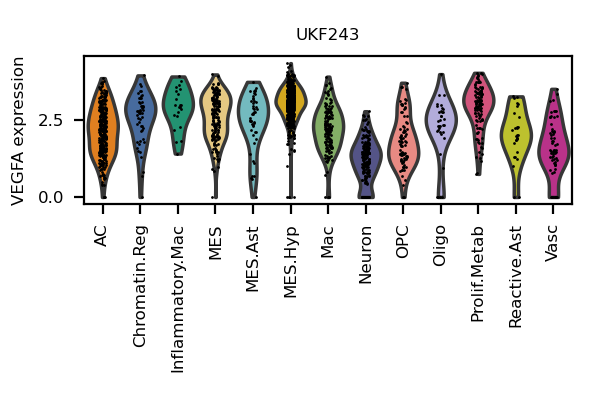 UKF243
VEGFA expression
2.5
0.0
AC
Chromatin.Reg
Inflammatory.Mac
MES
MES.Ast
MES.Hyp
Mac
Neuron
OPC
Oligo
Prolif.Metab
Reactive.Ast
Vasc